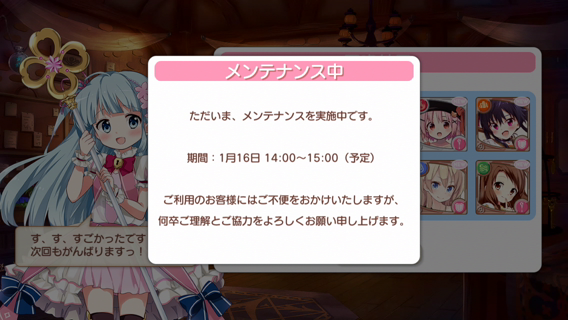 メンテナンス中
ただいま、メンテナンスを実施中です。
期間：1月16日 14:00～15:00（予定）
ご利用のお客様にはご不便をおかけいたしますが、
何卒ご理解とご協力をよろしくお願い申し上げます。
す、す、すごかったです
次回もがんばりますっ！